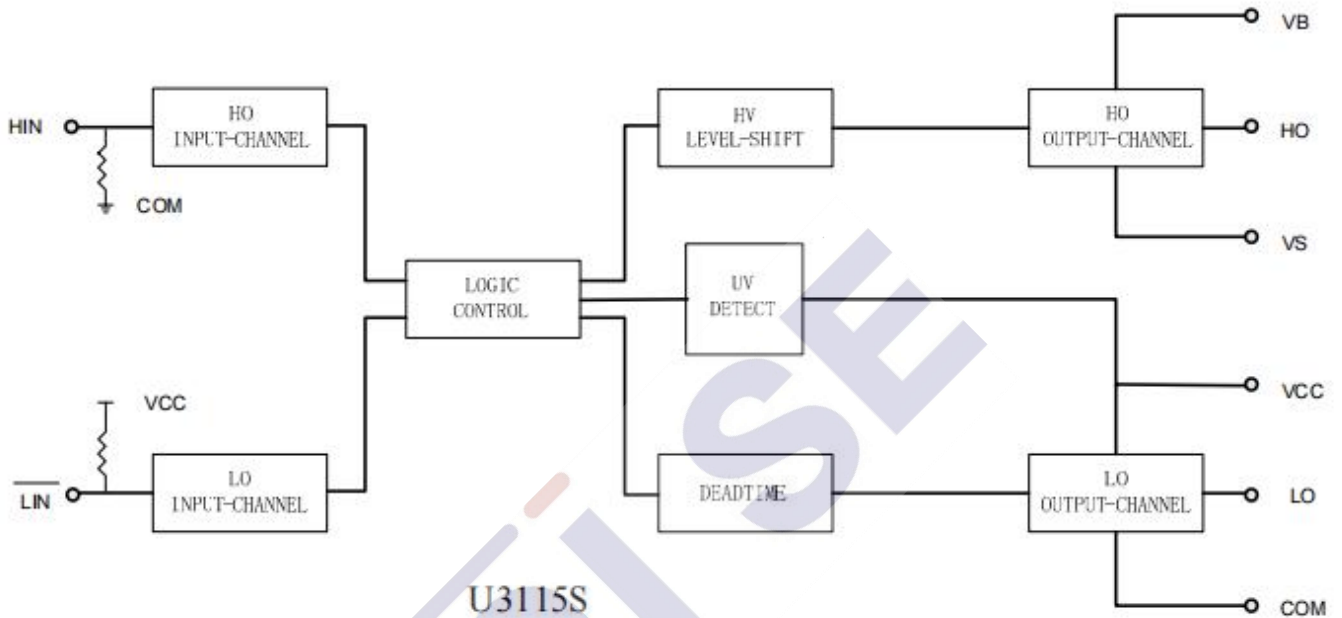 VB
HO
INPUT-CHANNEL
HV
LEVEL-SHIFT
HO
OUTPUT-CHANNEL
HIN
HO
COM
VS
LOGIC
CONTROL
UV
DETECT
VCC
VCC
LIN
LO
INPUT-CHANNEL
DEADTIME
LO
OUTPUT-CHANNEL
LO
U3115S
COM